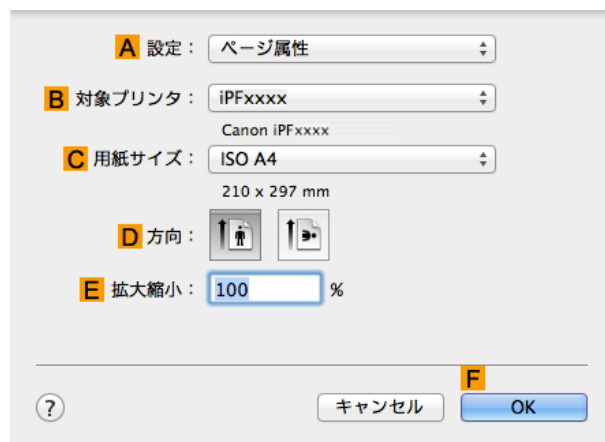 A 設定： ページ属性
B 対象プリンタ： iPFxxxx
Canon iPFxxxx
C 用紙サイズ： ISO A4
210 x 297 mm
D 方向：
E 拡大縮小： 100 %
F
? キャンセル OK